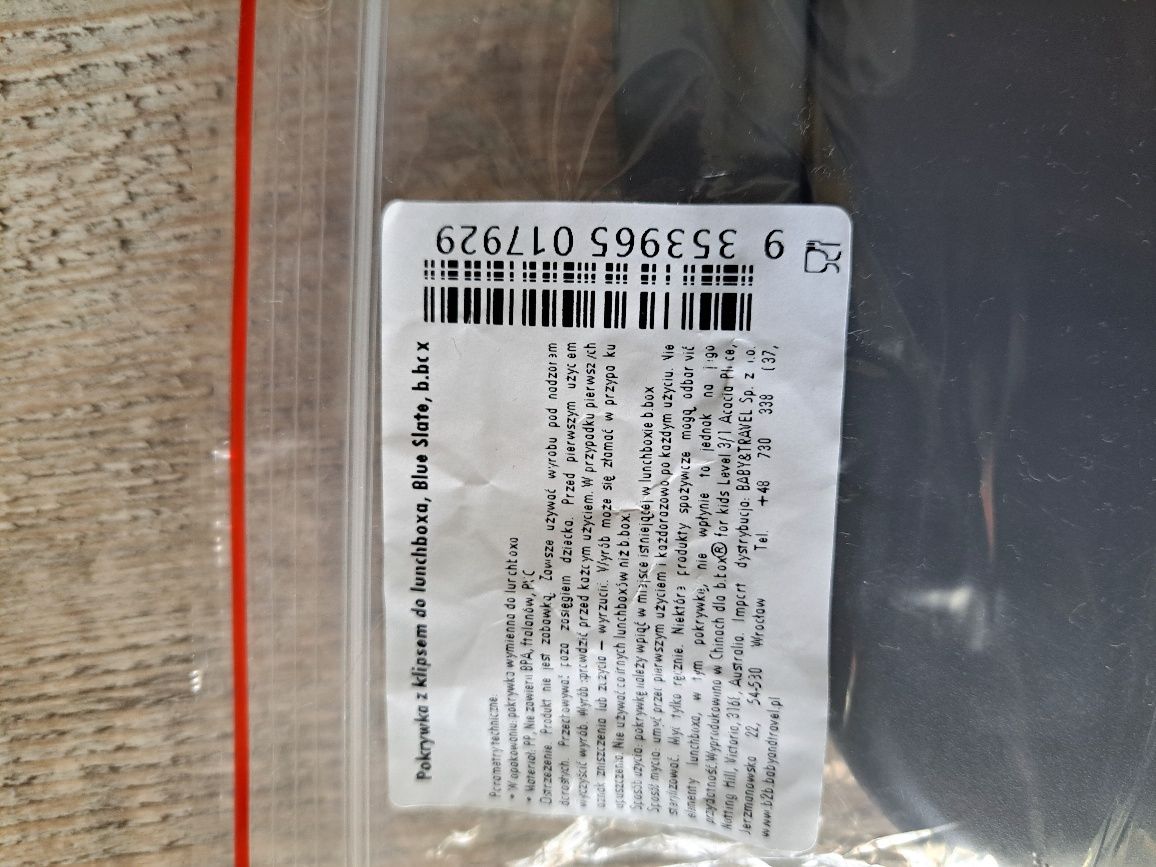 Pokrywka z klipsem do lunchboxa, Blue Slate, b.box
Parametry techniczne:
• W opakowaniu: pokrywka wymienna do lunchboxa
• Materiał: PP, Nie zawiera BPA, ftalanów, PVC
Ostrzeżenie. Produkt nie jest zabawką. Zawsze używać wyrobu pod nadzorem
dorosłych. Przechowywać poza zasięgiem dziecka. Przed pierwszym użyciem
wyczyścić wyrób. Wyrób sprawdzić przed każdym użyciem. W przypadku pierwszych
oznak zniszczenia lub zużycia – wyrzucić. Wyrób może się złamać w przypadku
upuszczenia. Nie używać do innych lunchboxów niż b.box.
Sposób użycia: pokrywkę należy wpiąć w miejsce istniejącej w lunchboxie b.box
Sposób mycia: umyć przed pierwszym użyciem i każdorazowo po każdym użyciu. Nie
sterylizować. Myć tylko ręcznie. Niektóre produkty spożywcze mogą odbarwić
elmenty lunchboxa, w tym pokrywkę, nie wpłynie to jednak na jego
przydatność. Wyprodukowano w Chinach dla b.box® for kids Level 3/1 Acacia Place,
Notting Hill, Victoria, 3168, Australia. Import i dystrybucja: BABY&TRAVEL Sp. z o.o.
Jerzmanowska 22, 54-530 Wrocław Tel. +48 730 338 137,
www.b2b.babyandtravel.pl
9 353965 017929